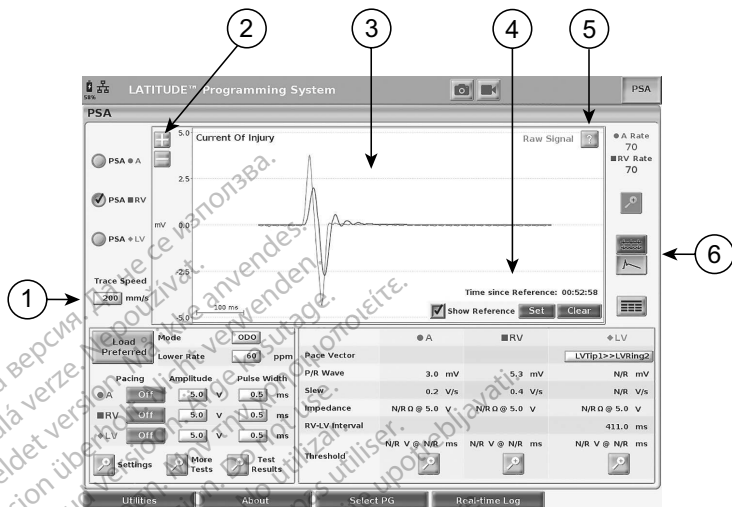 2
3
4
5
58%
LATITUDE™ Programming System
PSA
PSA
5.0
Current Of Injury
Raw Signal
?
A Rate
70
RV Rate
70
PSA A
2.5
PSA RV
mV
0.0
PSA LV
6
-2.5
Trace Speed
1
200 mm/s
Time since Reference: 00:52:58
100 ms
Show Reference Set Clear
-5.0
Load Preferred
Mode ODO
Lower Rate 60 ppm
Pacing Amplitude Pulse Width
A Off 5.0 V 0.5 ms
RV Off 5.0 V 0.5 ms
LV Off 5.0 V 0.5 ms
Settings More Tests Test Results
A RV LV
Pace Vector LVTip1>>LVRing2
P/R Wave 3.0 mV 5.3 mV N/R mV
Slew 0.2 V/s 0.4 V/s N/R V/s
Impedance N/R Ω @ 5.0 V N/R Ω @ 5.0 V N/R Ω @ 5.0 V
RV-LV Interval 411.0 ms
Threshold N/R V @ N/R ms N/R V @ N/R ms N/R V @ N/R ms
Utilities About Select PG Real-time Log